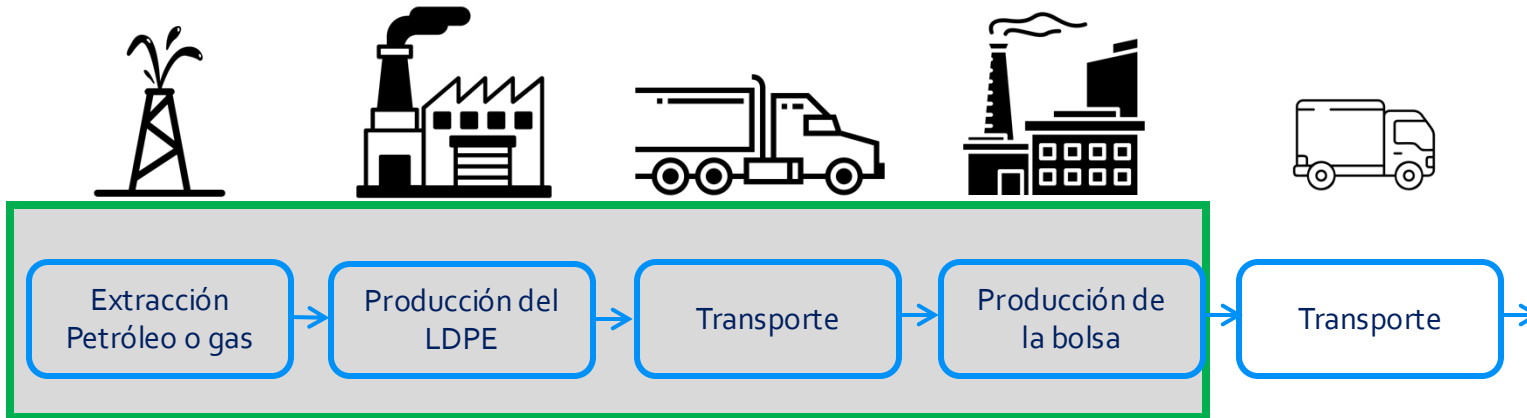 Extracción
Petróleo o gas
Producción del
LDPE
Transporte
Producción de
la bolsa
Transporte